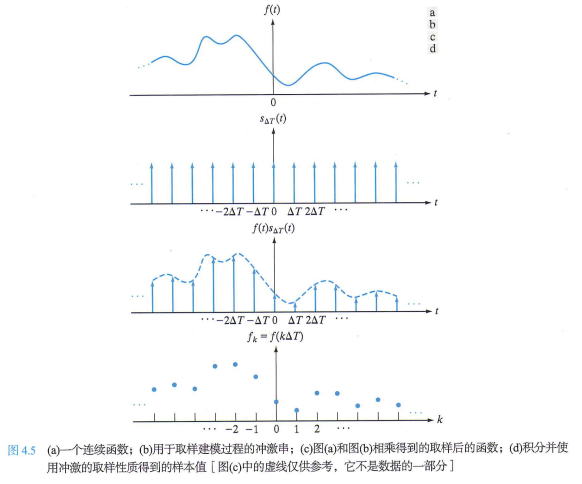 f(t)
a
b
c
d
t
0
s_ΔT(t)
··· t
··· −2ΔT −ΔT 0 ΔT 2ΔT ···
f(t)s_ΔT(t)
··· t
··· −2ΔT −ΔT 0 ΔT 2ΔT ···
f_k = f(kΔT)
··· k
··· −2 −1 0 1 2 ···
图 4.5 (a)一个连续函数；(b)用于取样建模过程的冲激串；(c)图(a)和图(b)相乘得到的取样后的函数；(d)积分并使
用冲激的取样性质得到的样本值［图(c)中的虚线仅供参考，它不是数据的一部分］